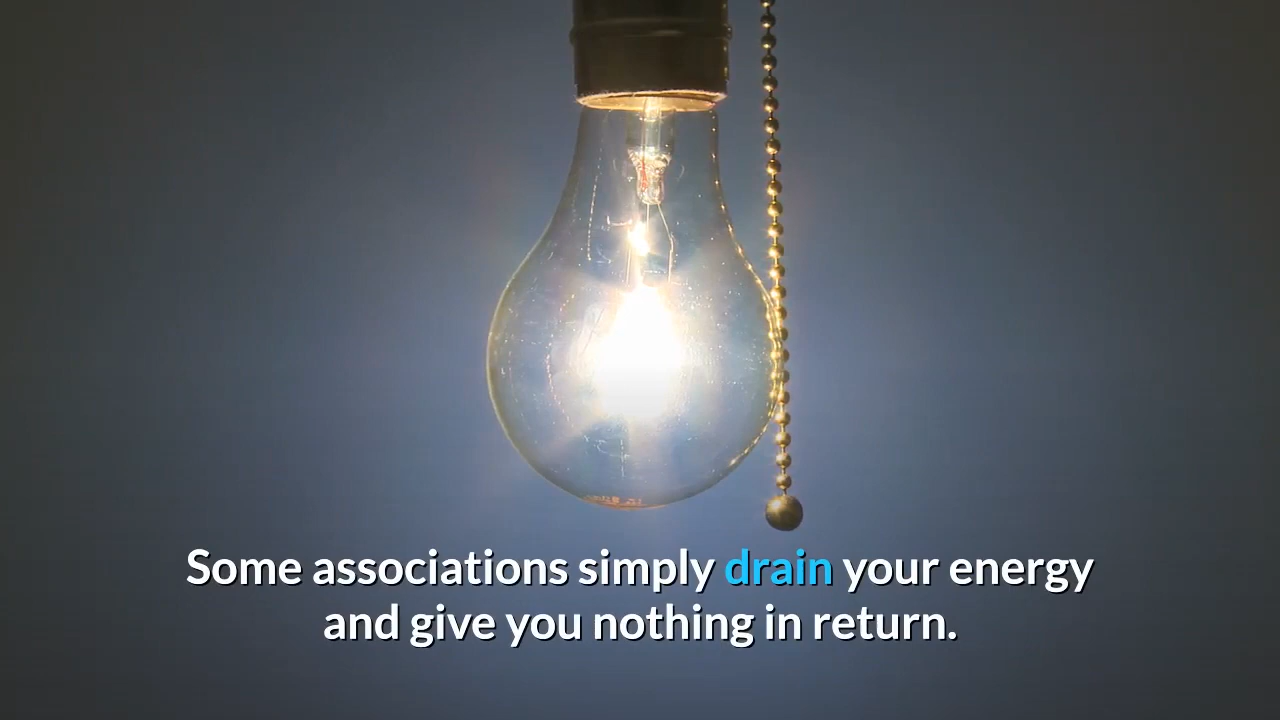 Some associations simply drain your energy
and give you nothing in return.